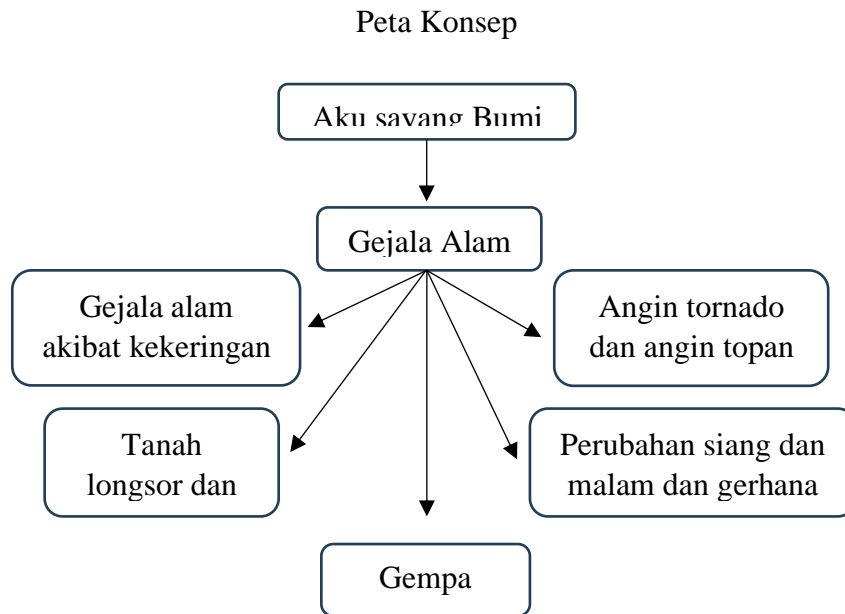 Peta Konsep
Aku sayang Bumi
Gejala Alam
Gejala alam
akibat kekeringan
Angin tornado
dan angin topan
Tanah
longsor dan
Perubahan siang dan
malam dan gerhana
Gempa